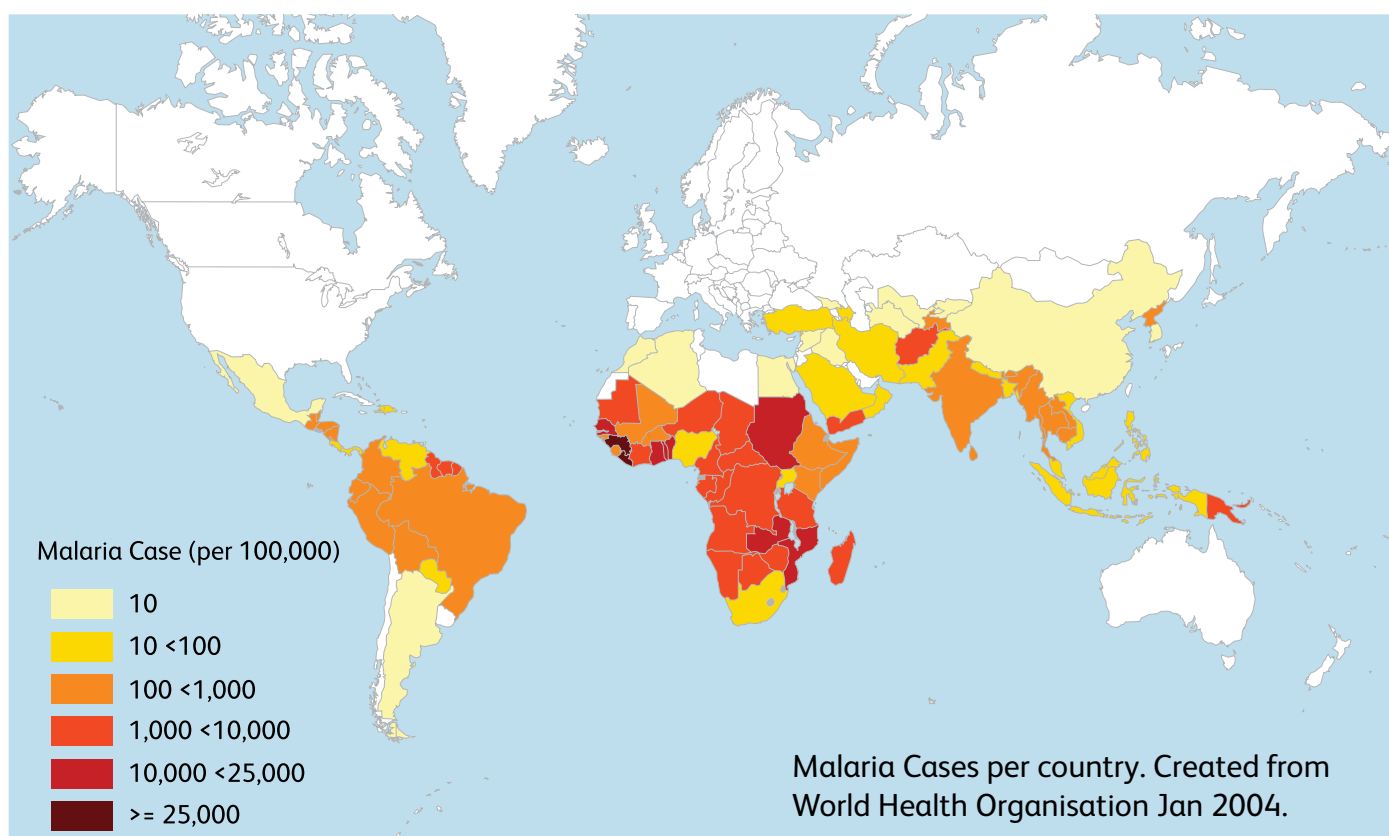 Malaria Case (per 100,000)
10
10 <100
100 <1,000
1,000 <10,000
10,000 <25,000
>= 25,000
Malaria Cases per country. Created from
World Health Organisation Jan 2004.